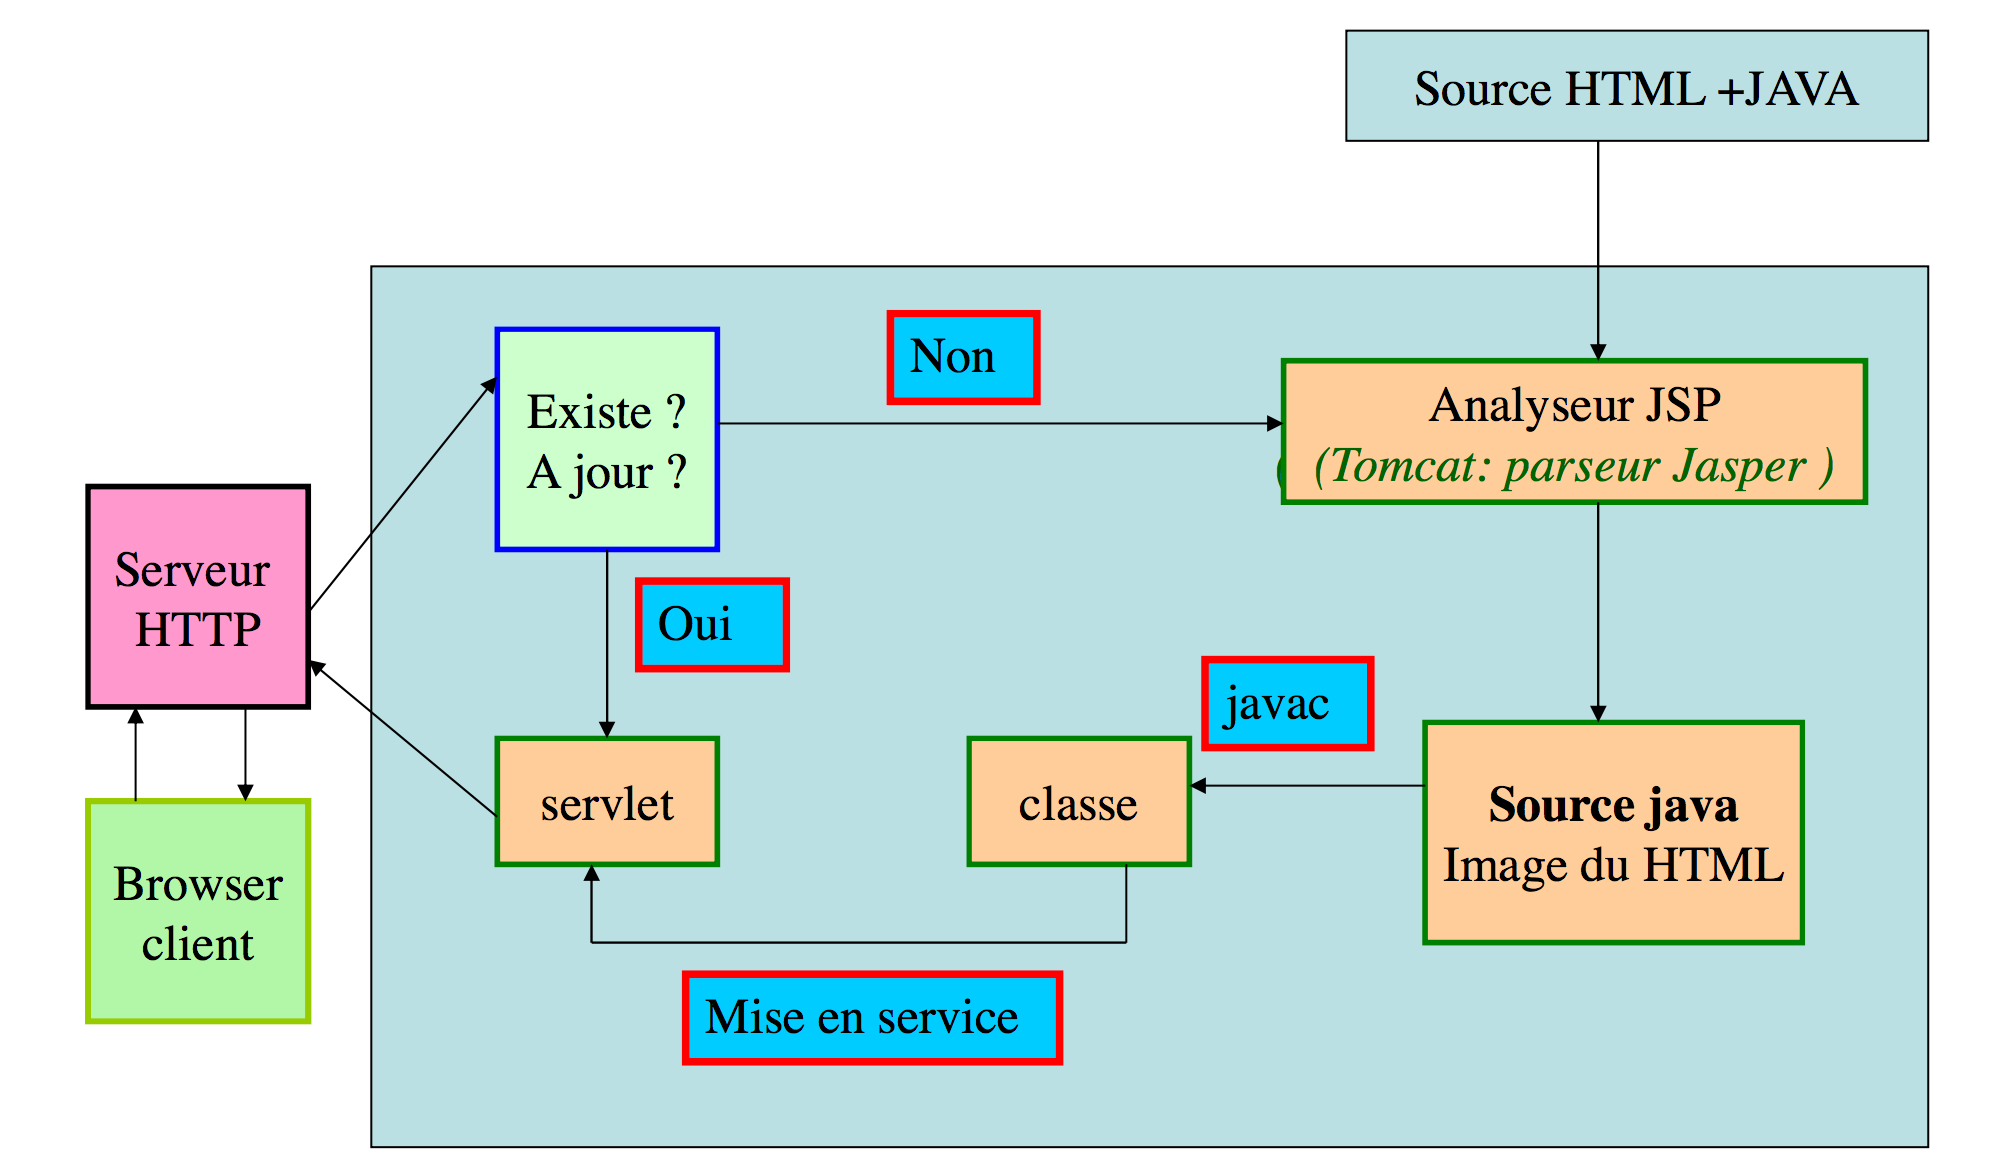 Source HTML +JAVA
Non
Existe ?
A jour ?
Analyseur JSP
(Tomcat: parseur Jasper )
Serveur
HTTP
Oui
javac
servlet
classe
Source java
Image du HTML
Browser
client
Mise en service